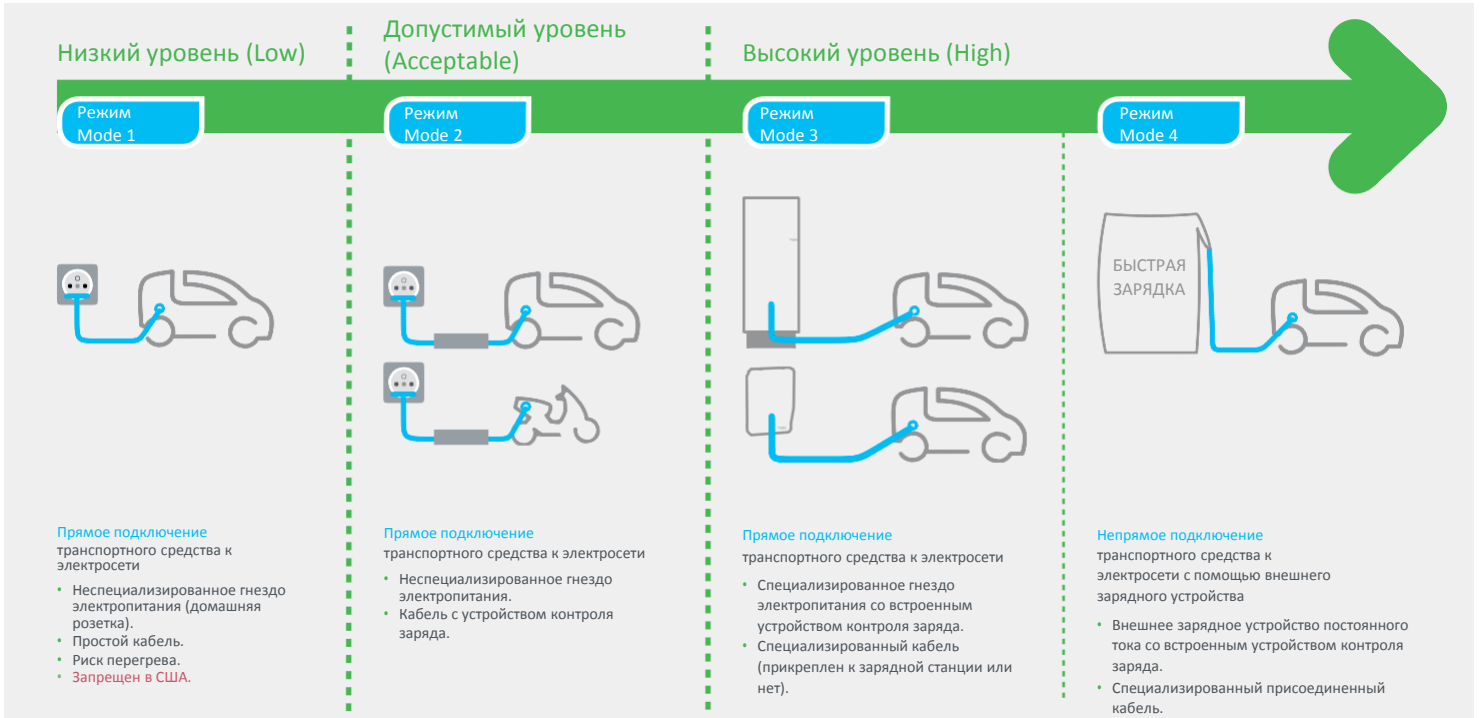 Низкий уровень (Low)
Допустимый уровень
(Acceptable)
Высокий уровень (High)
Режим
Mode 1
Режим
Mode 2
Режим
Mode 3
Режим
Mode 4
БЫСТРАЯ
ЗАРЯДКА
Прямое подключение
транспортного средства к
электросети
• Неспециализированное гнездо
электропитания (домашняя
розетка).
• Простой кабель.
• Риск перегрева.
• Запрещен в США.
Прямое подключение
транспортного средства к электросети
• Неспециализированное гнездо
электропитания.
• Кабель с устройством контроля
заряда.
Прямое подключение
транспортного средства к электросети
• Специализированное гнездо
электропитания со встроенным
устройством контроля заряда.
• Специализированный кабель
(прикреплен к зарядной станции или
нет).
Непрямое подключение
транспортного средства к
электросети с помощью внешнего
зарядного устройства
• Внешнее зарядное устройство постоянного
тока со встроенным устройством контроля
заряда.
• Специализированный присоединенный
кабель.